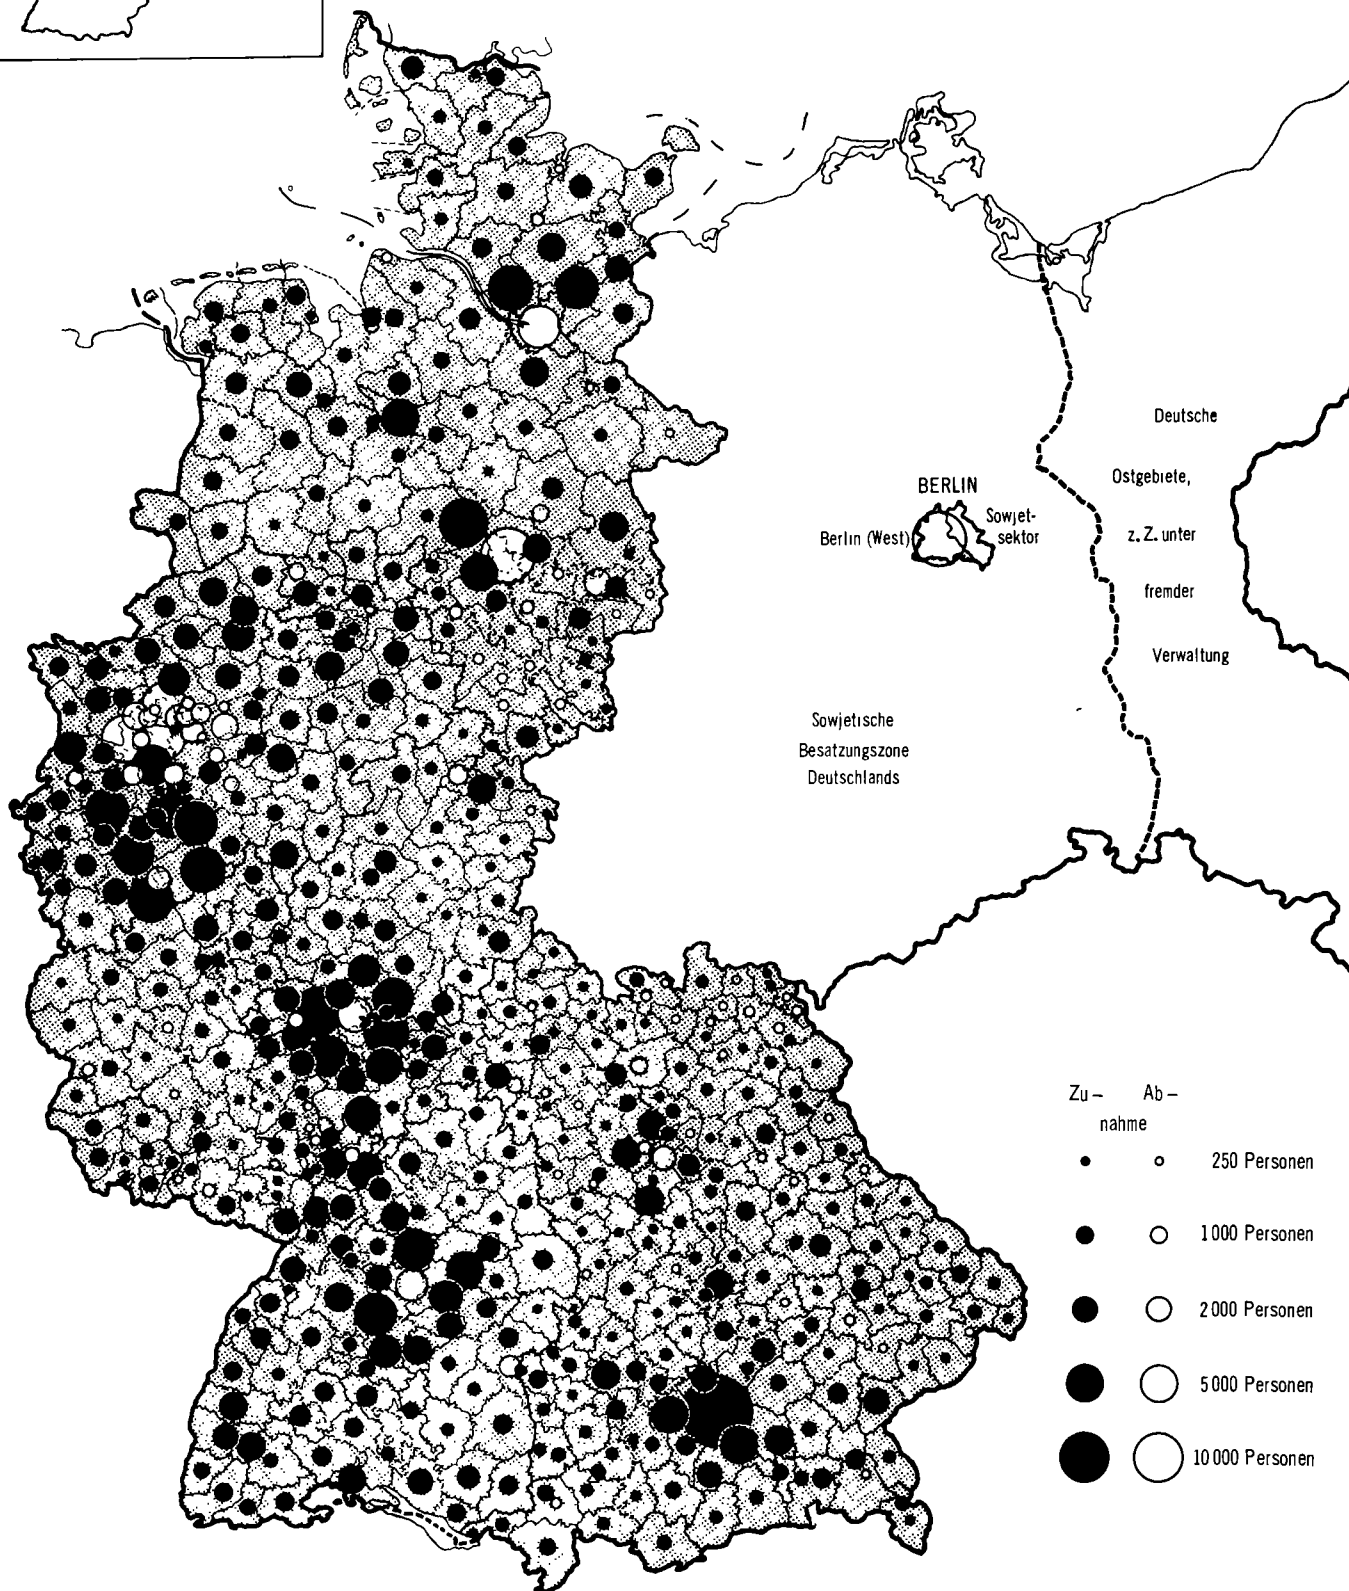 Deutsche
Ostgebiete,
z. Z. unter
fremder
Verwaltung
BERLIN
Berlin (West)
Sowjet-
sektor
Sowjetische
Besatzungszone
Deutschlands
Zu – Ab –
nahme
250 Personen
1000 Personen
2000 Personen
5000 Personen
10000 Personen